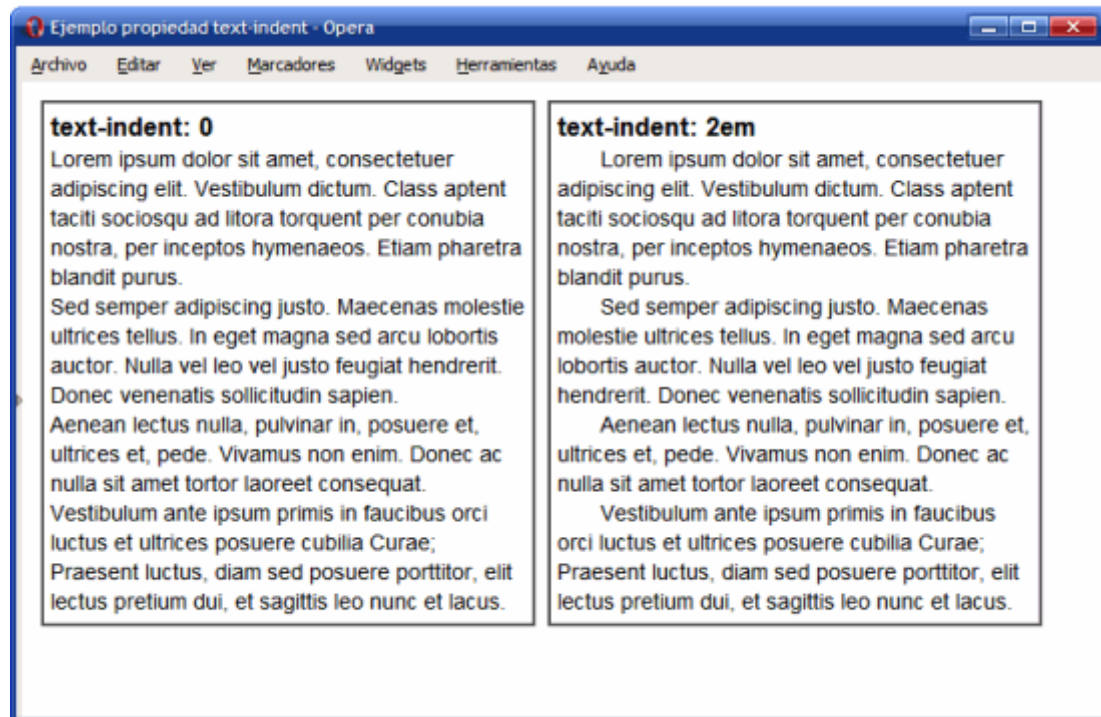 Ejemplo propiedad text-indent - Opera
Archivo Editar Ver Marcadores Widgets Herramientas Ayuda
text-indent: 0
Lorem ipsum dolor sit amet, consectetuer
adipiscing elit. Vestibulum dictum. Class aptent
taciti sociosqu ad litora torquent per conubia
nostra, per inceptos hymenaeos. Etiam pharetra
blandit purus.
Sed semper adipiscing justo. Maecenas molestie
ultrices tellus. In eget magna sed arcu lobortis
auctor. Nulla vel leo vel justo feugiat hendrerit.
Donec venenatis sollicitudin sapien.
Aenean lectus nulla, pulvinar in, posuere et,
ultrices et, pede. Vivamus non enim. Donec ac
nulla sit amet tortor laoreet consequat.
Vestibulum ante ipsum primis in faucibus orci
luctus et ultrices posuere cubilia Curae;
Praesent luctus, diam sed posuere porttitor, elit
lectus pretium dui, et sagittis leo nunc et lacus.
text-indent: 2em
Lorem ipsum dolor sit amet, consectetuer
adipiscing elit. Vestibulum dictum. Class aptent
taciti sociosqu ad litora torquent per conubia
nostra, per inceptos hymenaeos. Etiam pharetra
blandit purus.
Sed semper adipiscing justo. Maecenas
molestie ultrices tellus. In eget magna sed arcu
lobortis auctor. Nulla vel leo vel justo feugiat
hendrerit. Donec venenatis sollicitudin sapien.
Aenean lectus nulla, pulvinar in, posuere et,
ultrices et, pede. Vivamus non enim. Donec ac
nulla sit amet tortor laoreet consequat.
Vestibulum ante ipsum primis in faucibus
orci luctus et ultrices posuere cubilia Curae;
Praesent luctus, diam sed posuere porttitor, elit
lectus pretium dui, et sagittis leo nunc et lacus.